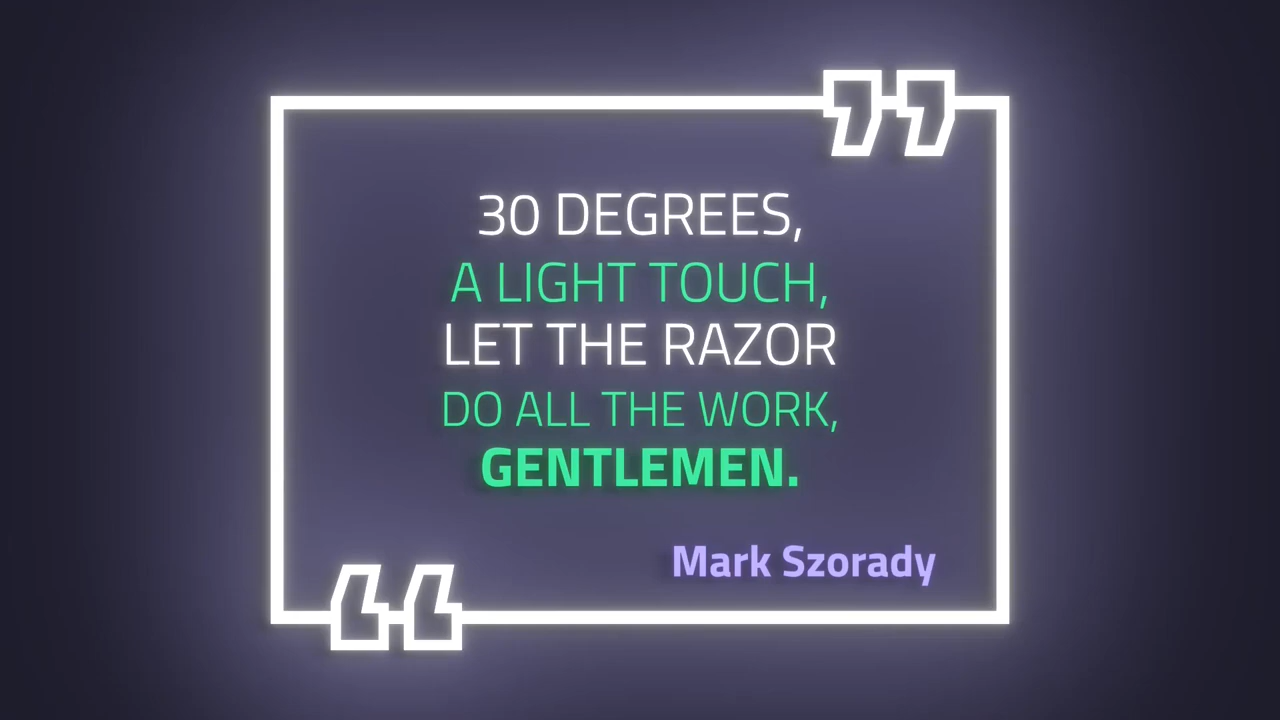 30 DEGREES,
A LIGHT TOUCH,
LET THE RAZOR
DO ALL THE WORK,
GENTLEMEN.
Mark Szorady